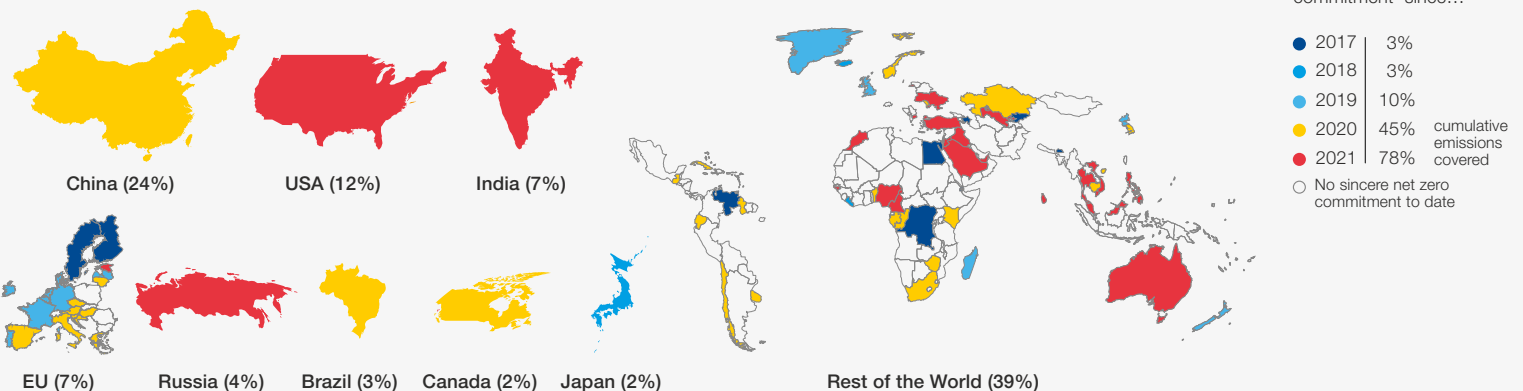 2017 3%
2018 3%
2019 10%
2020 45% cumulative
emissions
2021 78% covered
No sincere net zero
commitment to date
China (24%)
USA (12%)
India (7%)
EU (7%)
Russia (4%)
Brazil (3%)
Canada (2%)
Japan (2%)
Rest of the World (39%)